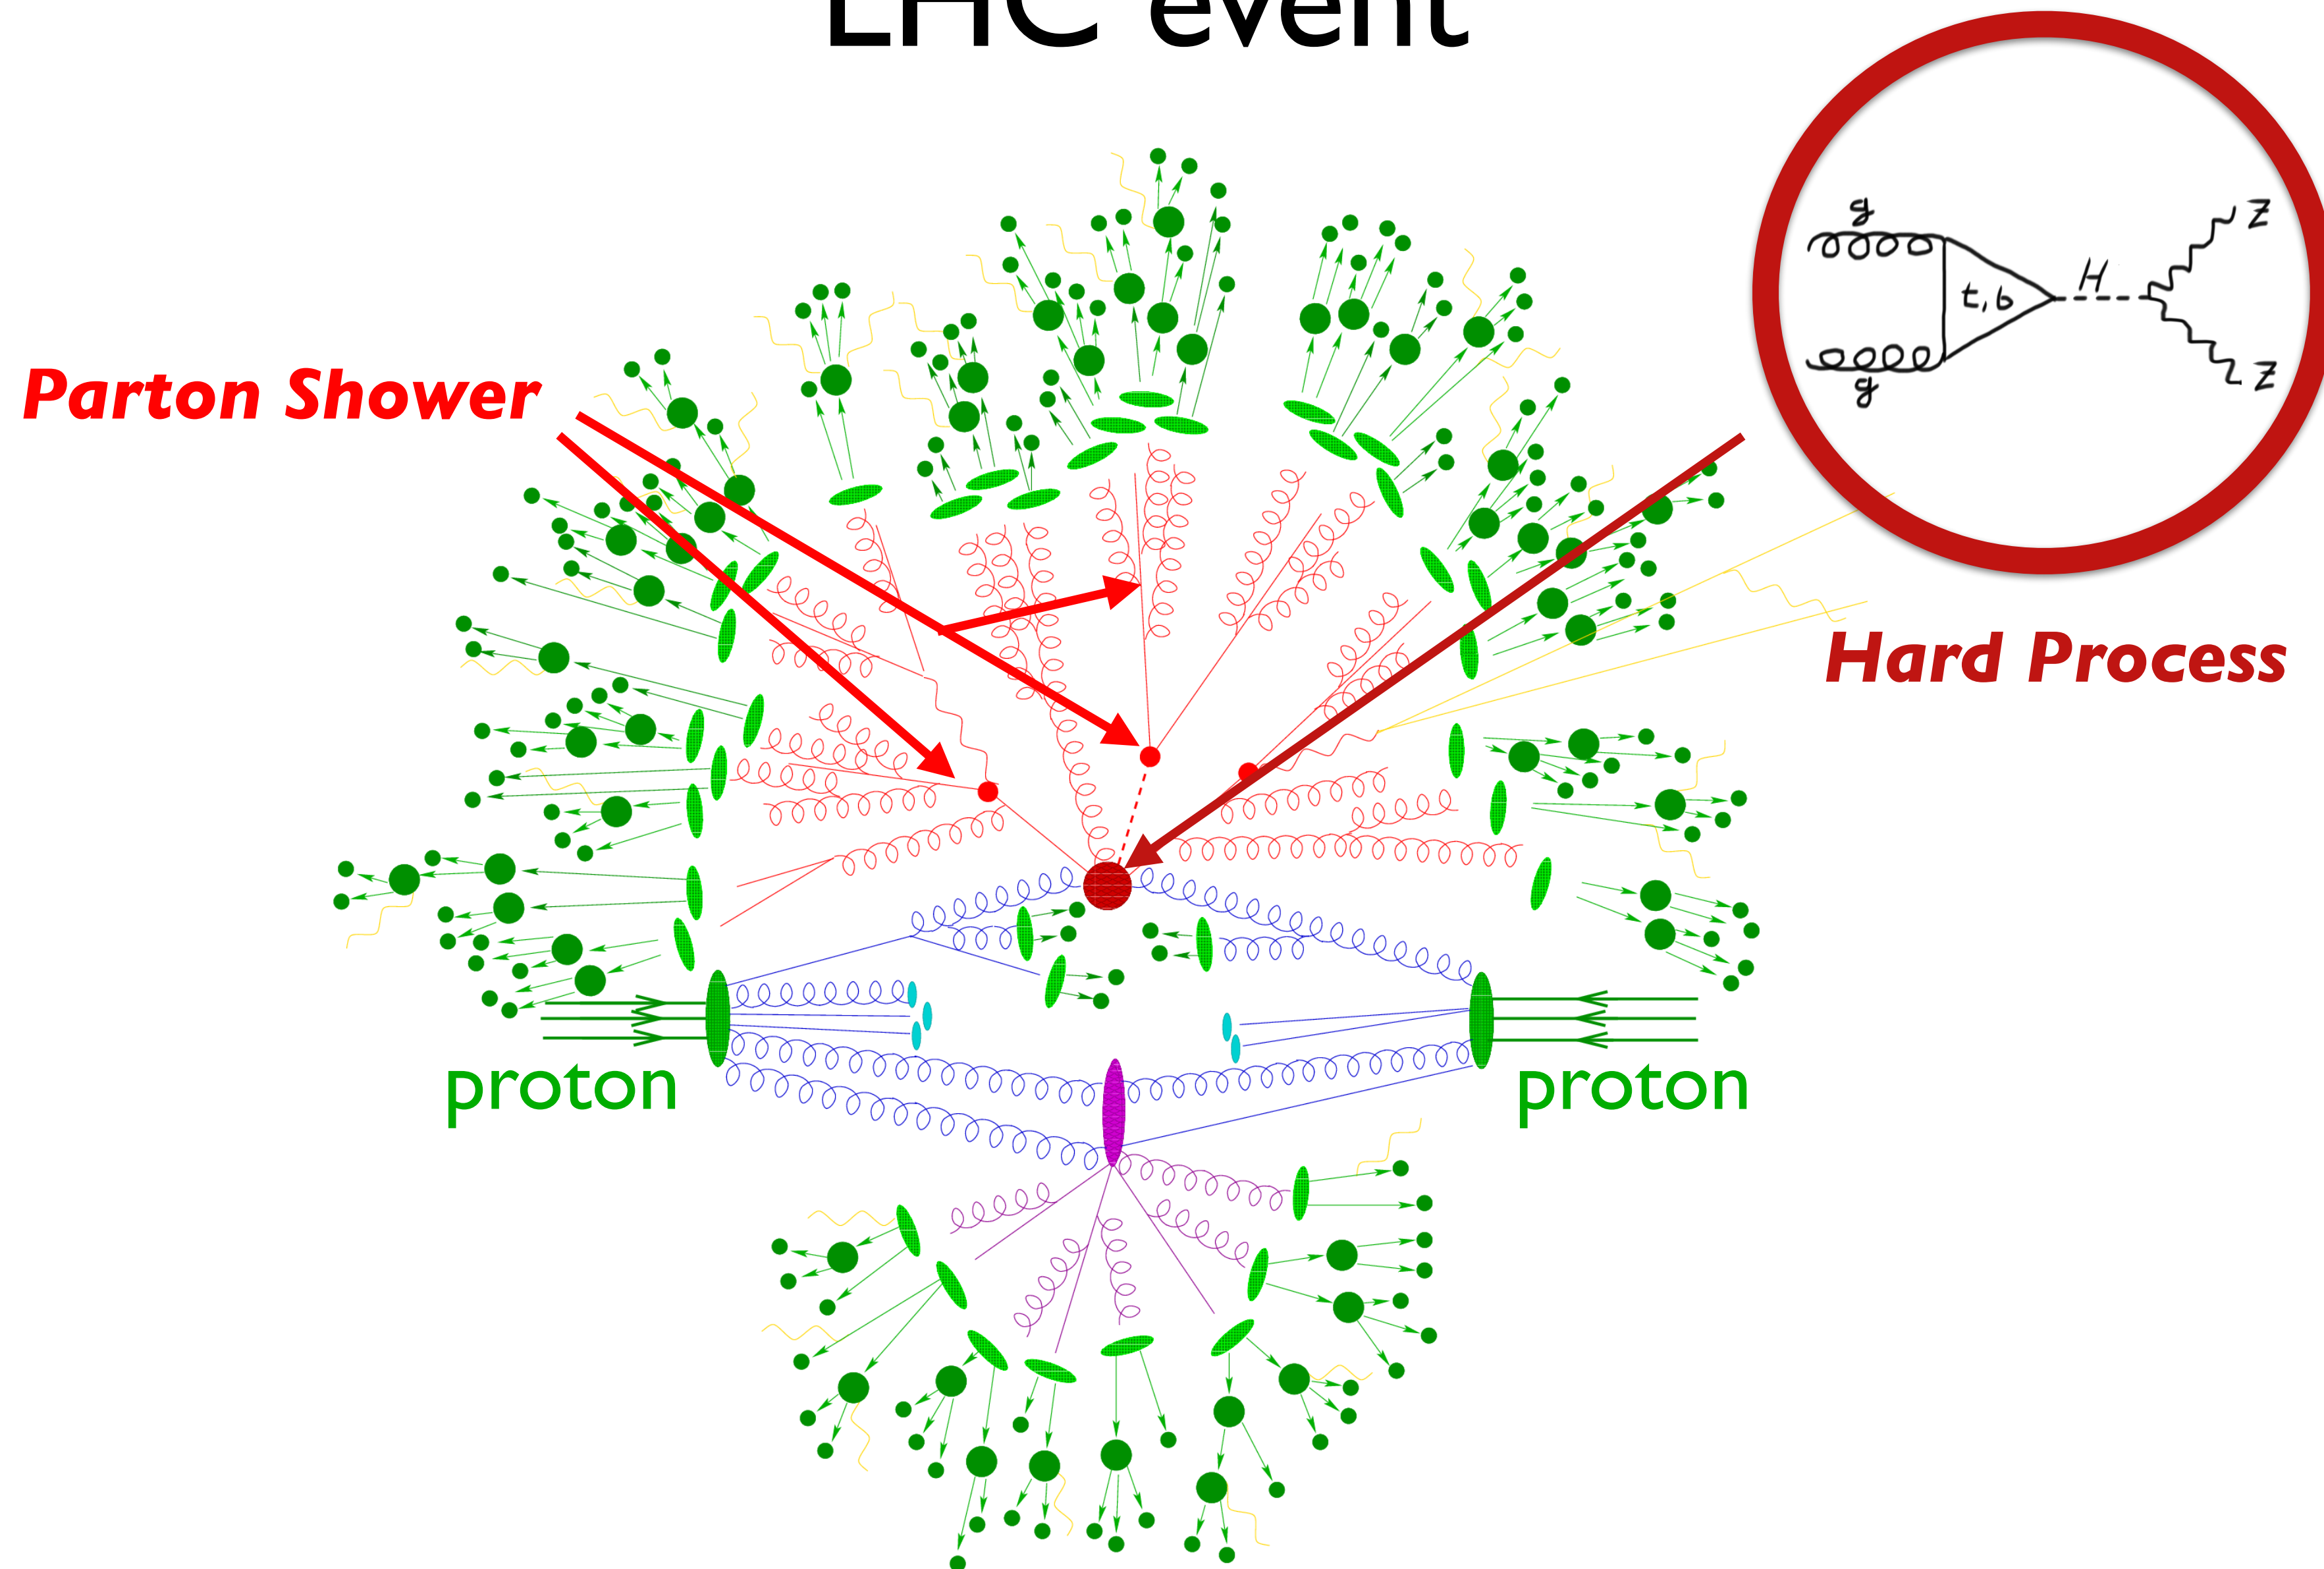 LHC event
g
Z
t, b
H
g
Z
Parton Shower
Hard Process
proton
proton